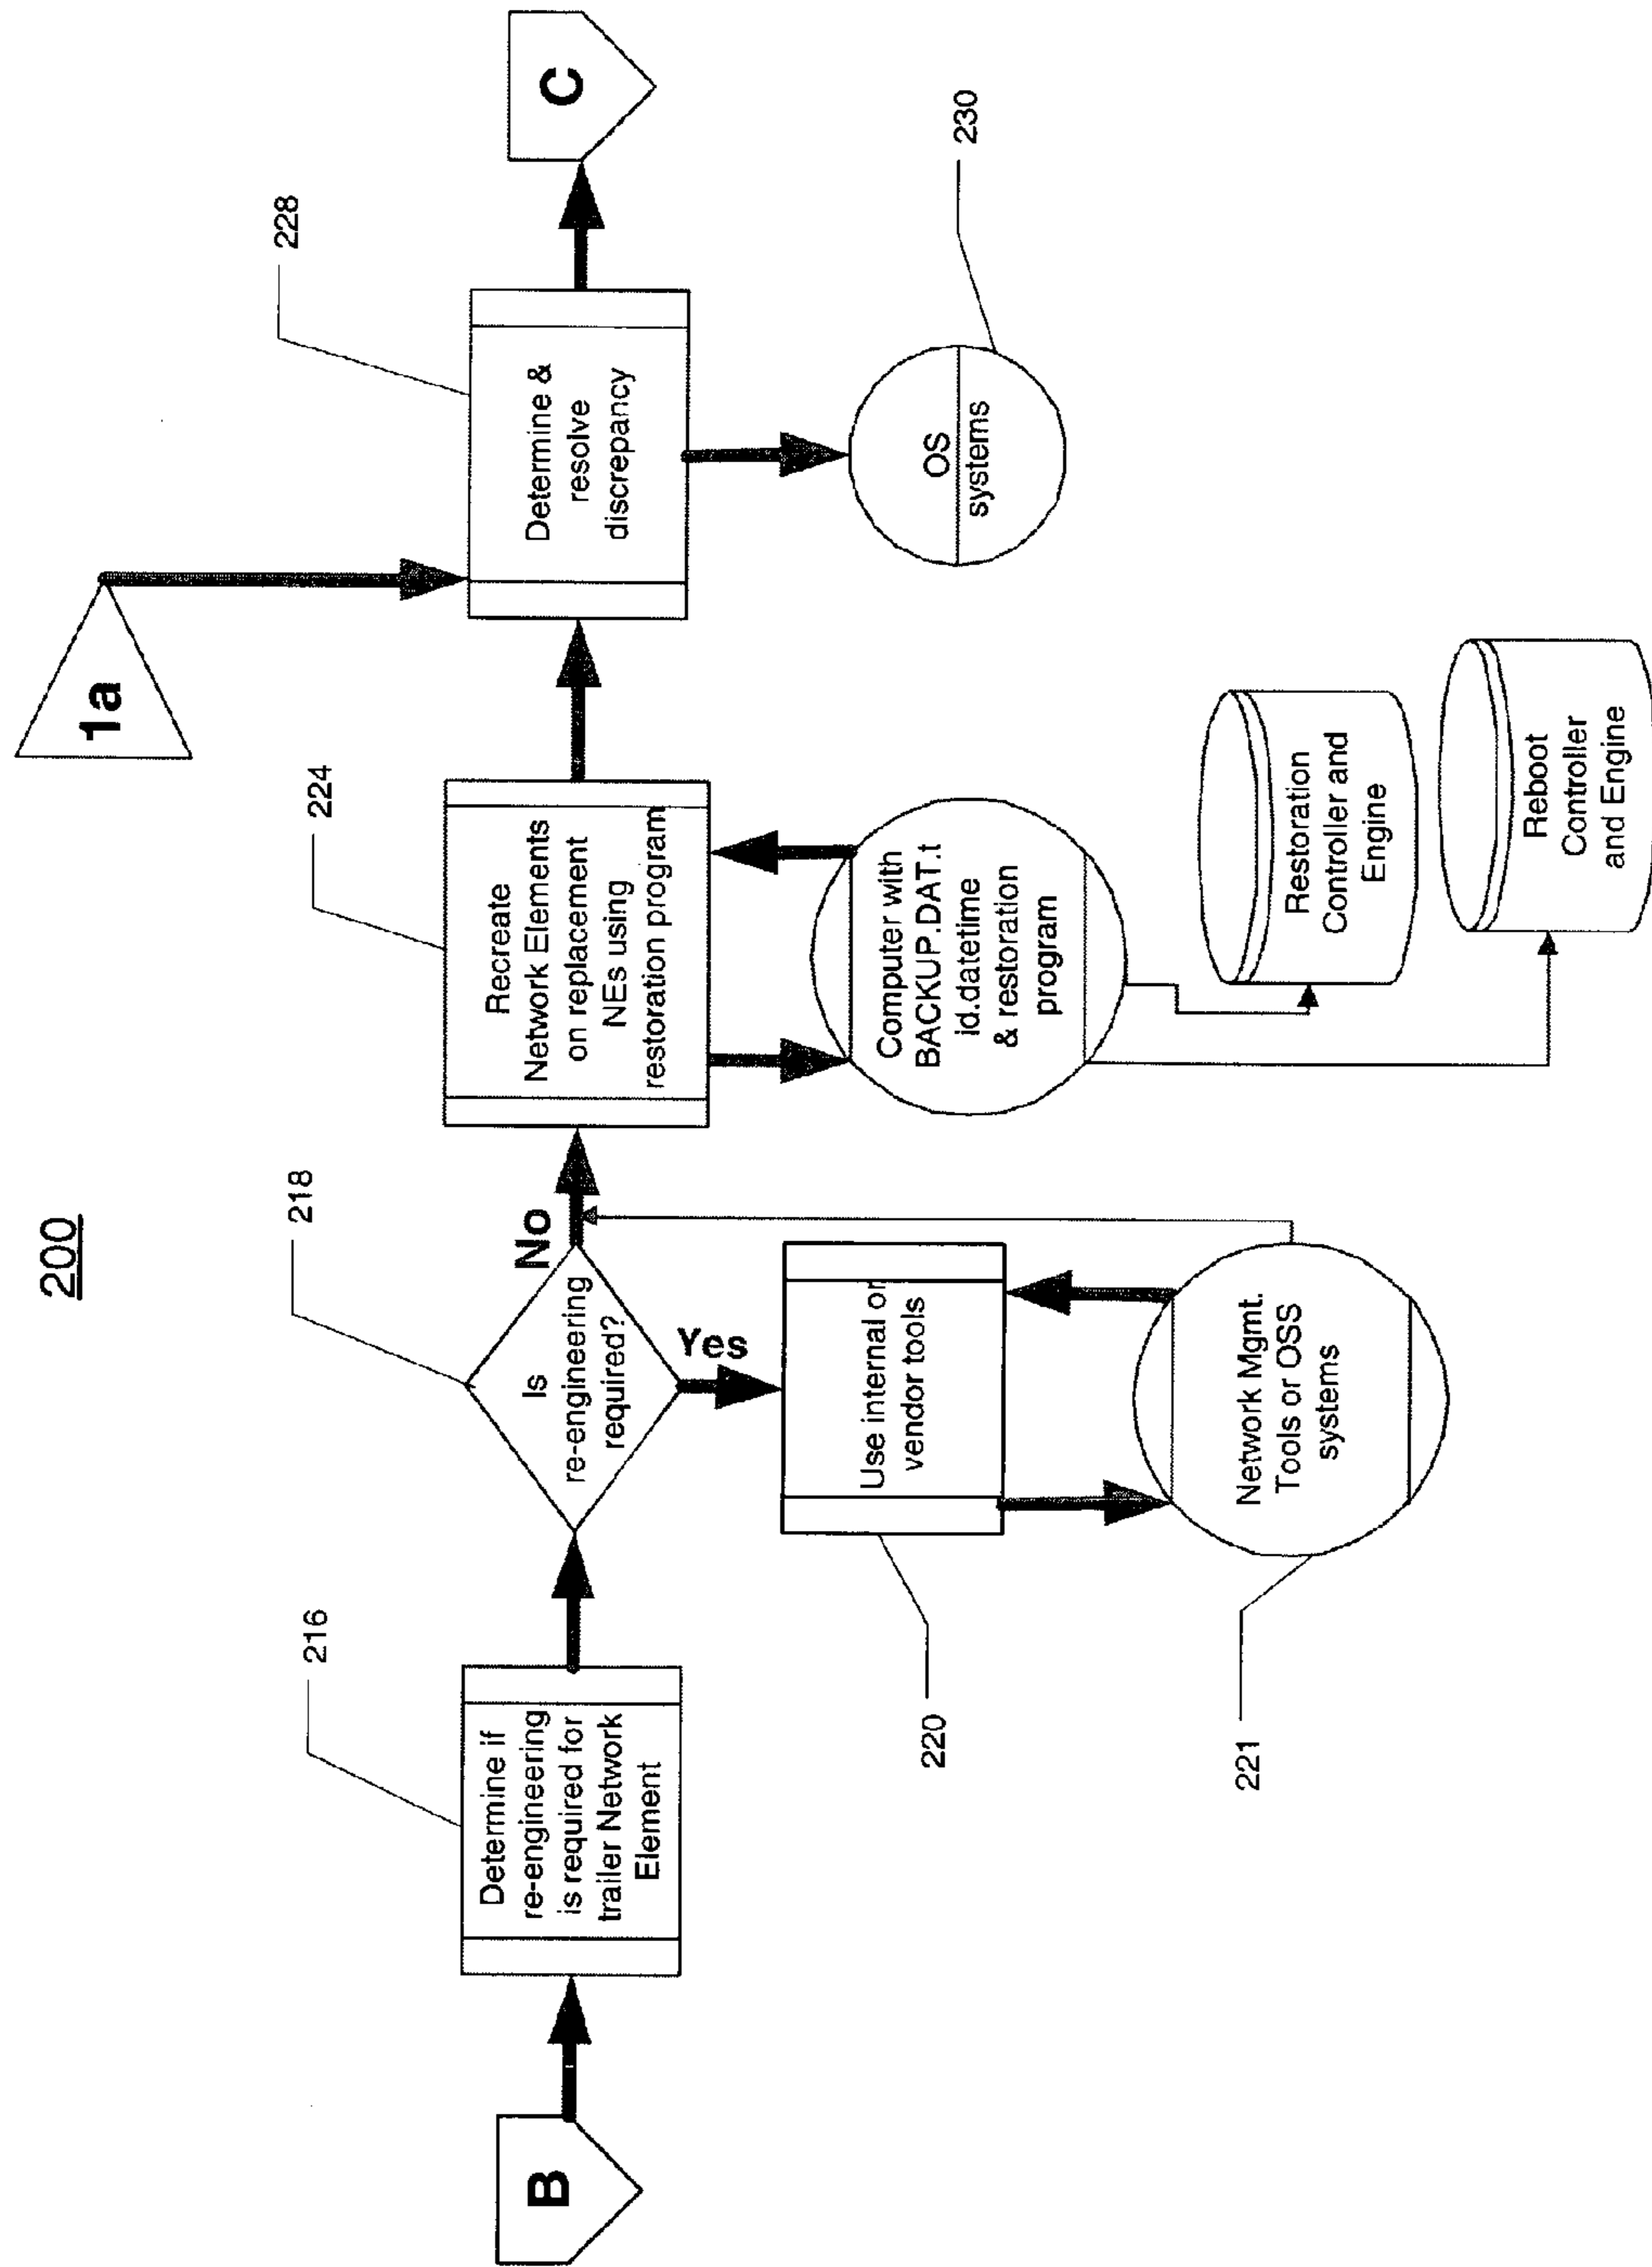 200
B
Determine if
re-engineering
is required for
trailer Network
Element
216
Is
re-engineering
required?
218
No
Yes
Use internal or
vendor tools
220
Network Mgmt.
Tools or OSS
systems
221
Recreate
Network Elements
on replacement
NEs using
restoration program
224
Computer with
BACKUP.DAT.t
id.datetime
& restoration
program
Restoration
Controller and
Engine
Reboot
Controller
and Engine
1a
Determine &
resolve
discrepancy
228
OS
systems
230
C